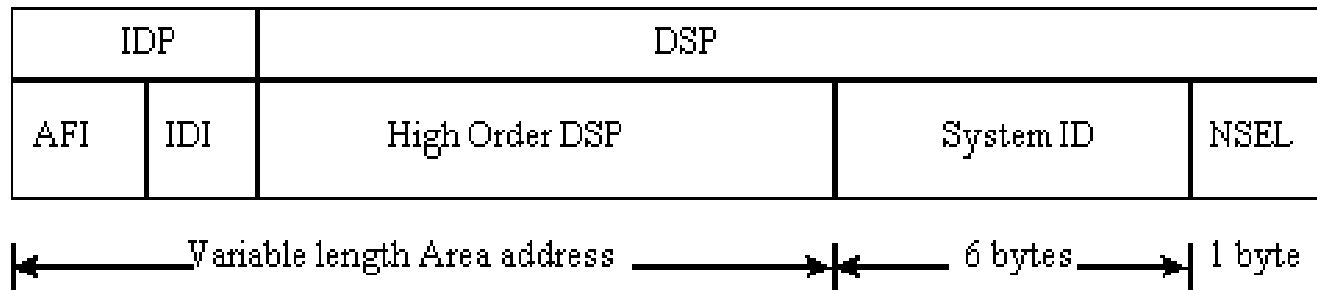 IDP DSP
AFI IDI High Order DSP System ID NSEL
Variable length Area address 6 bytes 1 byte